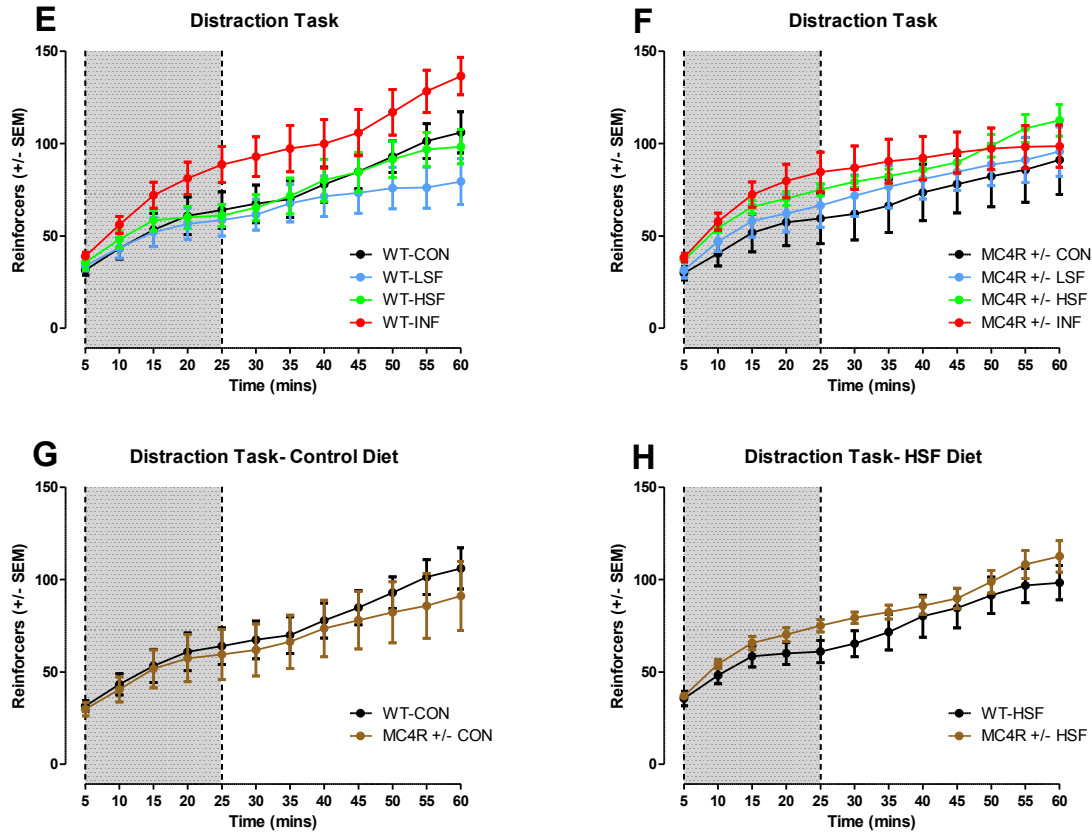 E
Distraction Task
Reinforcers (+/- SEM)
150
100
50
0
WT-CON
WT-LSF
WT-HSF
WT-INF
5 10 15 20 25 30 35 40 45 50 55 60
Time (mins)
F
Distraction Task
Reinforcers (+/- SEM)
150
100
50
0
MC4R +/- CON
MC4R +/- LSF
MC4R +/- HSF
MC4R +/- INF
5 10 15 20 25 30 35 40 45 50 55 60
Time (mins)
G
Distraction Task- Control Diet
Reinforcers (+/- SEM)
150
100
50
0
WT-CON
MC4R +/- CON
5 10 15 20 25 30 35 40 45 50 55 60
Time (mins)
H
Distraction Task- HSF Diet
Reinforcers (+/- SEM)
150
100
50
0
WT-HSF
MC4R +/- HSF
5 10 15 20 25 30 35 40 45 50 55 60
Time (mins)